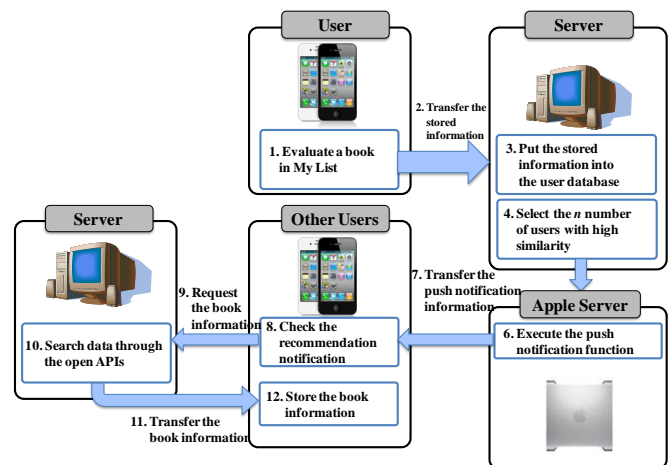 User
Server
2. Transfer the
stored
information
1. Evaluate a book
in My List
3. Put the stored
information into
the user database
4. Select the n number
of users with high
similarity
Server
Other Users
7. Transfer the
push notification
information
Apple Server
9. Request
the book
information
8. Check the
recommendation
notification
6. Execute the push
notification function
10. Search data through
the open APIs
12. Store the book
information
11. Transfer the
book information